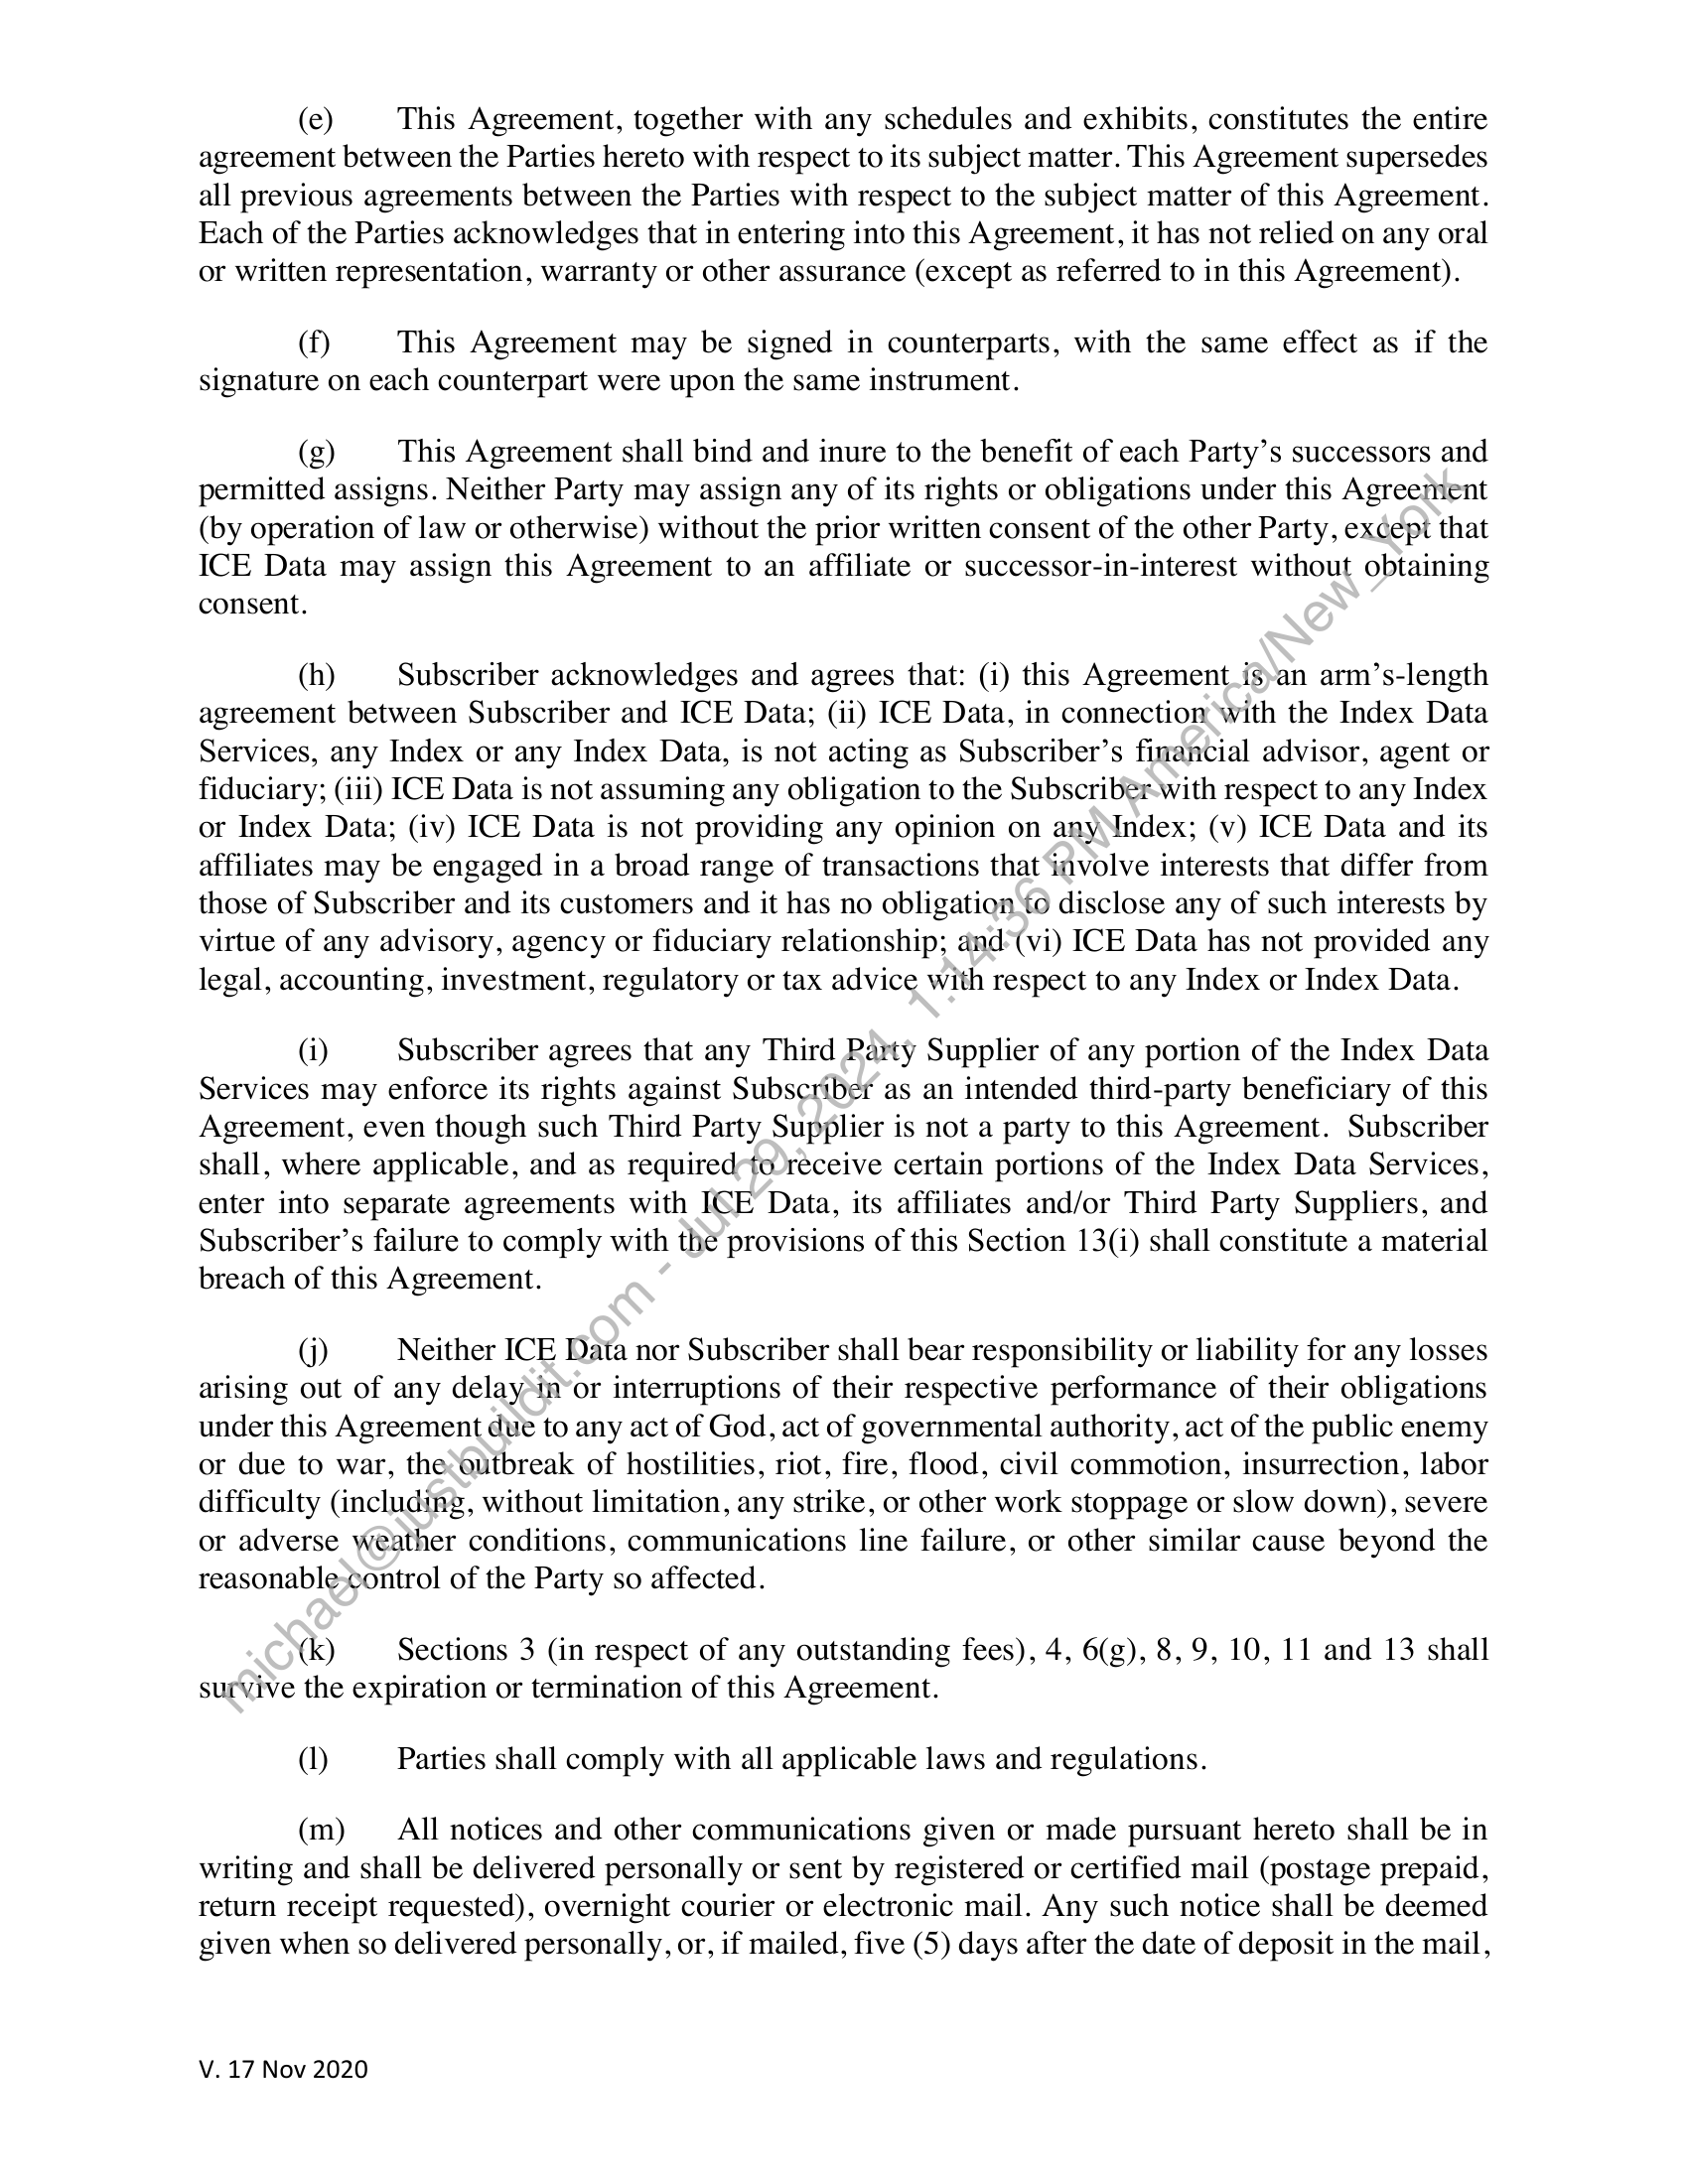 (e) This Agreement, together with any schedules and exhibits, constitutes the entire
agreement between the Parties hereto with respect to its subject matter. This Agreement supersedes
all previous agreements between the Parties with respect to the subject matter of this Agreement.
Each of the Parties acknowledges that in entering into this Agreement, it has not relied on any oral
or written representation, warranty or other assurance (except as referred to in this Agreement).
(f) This Agreement may be signed in counterparts, with the same effect as if the
signature on each counterpart were upon the same instrument.
(g) This Agreement shall bind and inure to the benefit of each Party’s successors and
permitted assigns. Neither Party may assign any of its rights or obligations under this Agreement
(by operation of law or otherwise) without the prior written consent of the other Party, except that
ICE Data may assign this Agreement to an affiliate or successor-in-interest without obtaining
consent.
(h) Subscriber acknowledges and agrees that: (i) this Agreement is an arm’s-length
agreement between Subscriber and ICE Data; (ii) ICE Data, in connection with the Index Data
Services, any Index or any Index Data, is not acting as Subscriber’s financial advisor, agent or
fiduciary; (iii) ICE Data is not assuming any obligation to the Subscriber with respect to any Index
or Index Data; (iv) ICE Data is not providing any opinion on any Index; (v) ICE Data and its
affiliates may be engaged in a broad range of transactions that involve interests that differ from
those of Subscriber and its customers and it has no obligation to disclose any of such interests by
virtue of any advisory, agency or fiduciary relationship; and (vi) ICE Data has not provided any
legal, accounting, investment, regulatory or tax advice with respect to any Index or Index Data.
(i) Subscriber agrees that any Third Party Supplier of any portion of the Index Data
Services may enforce its rights against Subscriber as an intended third-party beneficiary of this
Agreement, even though such Third Party Supplier is not a party to this Agreement. Subscriber
shall, where applicable, and as required to receive certain portions of the Index Data Services,
enter into separate agreements with ICE Data, its affiliates and/or Third Party Suppliers, and
Subscriber’s failure to comply with the provisions of this Section 13(i) shall constitute a material
breach of this Agreement.
(j) Neither ICE Data nor Subscriber shall bear responsibility or liability for any losses
arising out of any delay in or interruptions of their respective performance of their obligations
under this Agreement due to any act of God, act of governmental authority, act of the public enemy
or due to war, the outbreak of hostilities, riot, fire, flood, civil commotion, insurrection, labor
difficulty (including, without limitation, any strike, or other work stoppage or slow down), severe
or adverse weather conditions, communications line failure, or other similar cause beyond the
reasonable control of the Party so affected.
(k) Sections 3 (in respect of any outstanding fees), 4, 6(g), 8, 9, 10, 11 and 13 shall
survive the expiration or termination of this Agreement.
(l) Parties shall comply with all applicable laws and regulations.
(m) All notices and other communications given or made pursuant hereto shall be in
writing and shall be delivered personally or sent by registered or certified mail (postage prepaid,
return receipt requested), overnight courier or electronic mail. Any such notice shall be deemed
given when so delivered personally, or, if mailed, five (5) days after the date of deposit in the mail,
V. 17 Nov 2020
michael@justbuildit.com - Jul 29, 2024, 1:14:36 PM America/New_York